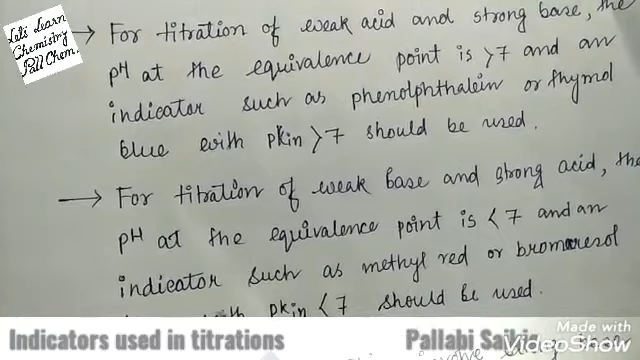 Let's Learn
Chemistry
Pall Chem.
→ For titration of weak acid and strong base, the
pH at the equivalence point is >7 and an
indicator such as phenolphthalein or thymol
blue with pkin >7 should be used.
→ For titration of weak base and strong acid, the
pH at the equivalence point is <7 and an
indicator such as methyl red or bromocresol
with pkin <7 should be used.
Indicators used in titrations
Pallabi Saikia
Made with
VideoShow
involve